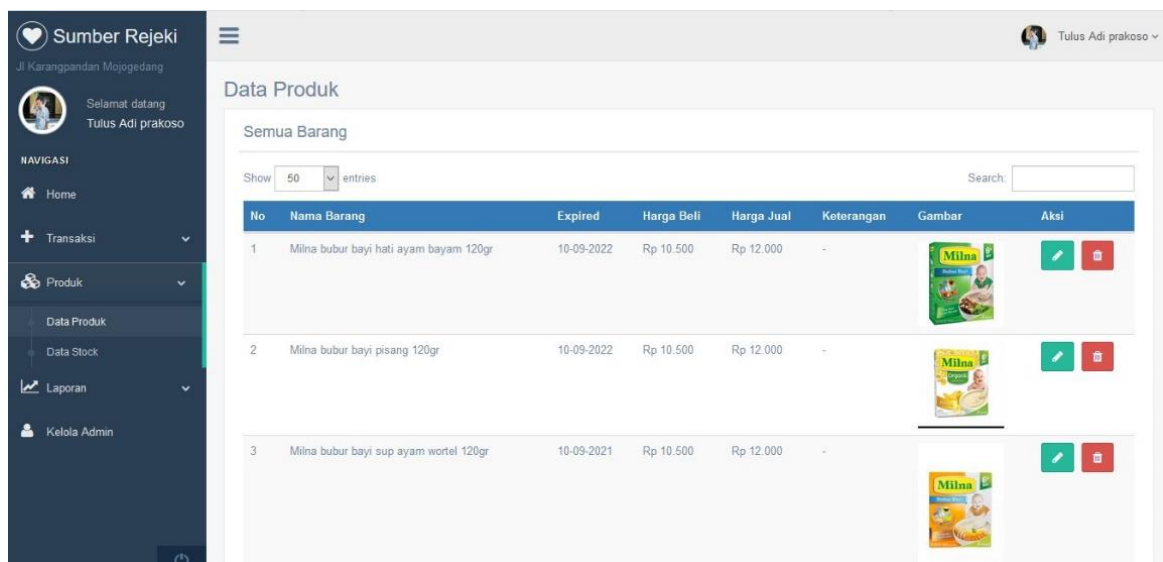 Sumber Rejeki
Tulus Adi prakoso
Jl Karangpandan Mojogedang
Selamat datang
Tulus Adi prakoso
NAVIGASI
Home
Transaksi
Produk
Data Produk
Data Stock
Laporan
Kelola Admin
Data Produk
Semua Barang
Show 50 entries Search:
No Nama Barang Expired Harga Beli Harga Jual Keterangan Gambar Aksi
1 Milna bubur bayi hati ayam bayam 120gr 10-09-2022 Rp 10.500 Rp 12.000 -
Milna
2 Milna bubur bayi pisang 120gr 10-09-2022 Rp 10.500 Rp 12.000 -
Milna
3 Milna bubur bayi sup ayam wortel 120gr 10-09-2021 Rp 10.500 Rp 12.000 -
Milna